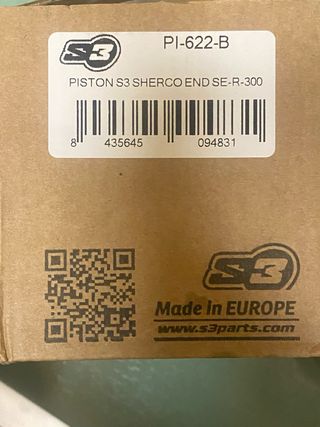 S3 PI-622-B
PISTON S3 SHERCO END SE-R-300
8 435645 094831
S3
Made in EUROPE
www.s3parts.com